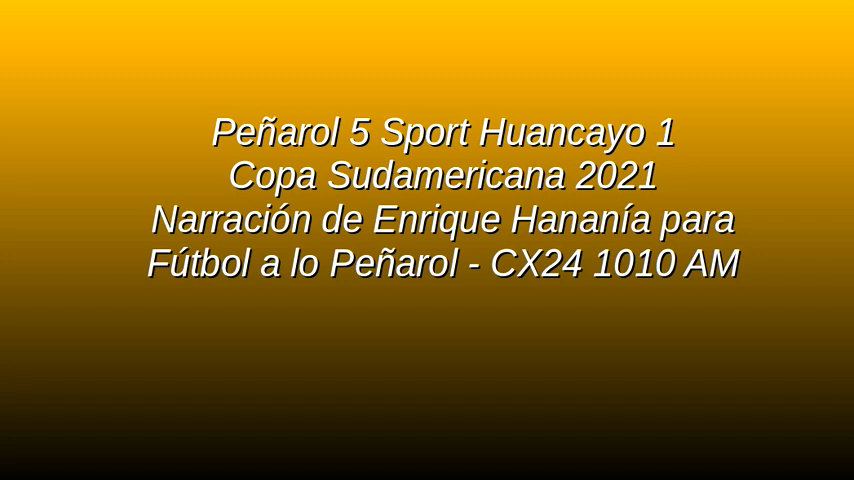 Peñarol 5 Sport Huancayo 1
Copa Sudamericana 2021
Narración de Enrique Hananía para
Fútbol a lo Peñarol - CX24 1010 AM